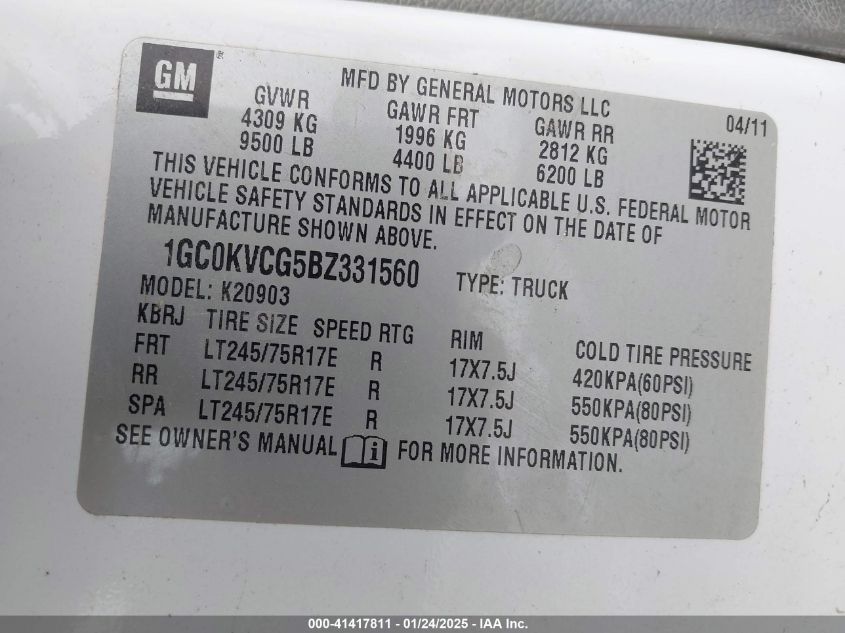 GM
MFD BY GENERAL MOTORS LLC
GVWR GAWR FRT GAWR RR 04/11
4309 KG 1996 KG 2812 KG
9500 LB 4400 LB 6200 LB
THIS VEHICLE CONFORMS TO ALL APPLICABLE U.S. FEDERAL MOTOR
VEHICLE SAFETY STANDARDS IN EFFECT ON THE DATE OF
MANUFACTURE SHOWN ABOVE.
1GC0KVCG5BZ331560 TYPE: TRUCK
MODEL: K20903
KBRJ TIRE SIZE SPEED RTG RIM COLD TIRE PRESSURE
FRT LT245/75R17E R 17X7.5J 420KPA(60PSI)
RR LT245/75R17E R 17X7.5J 550KPA(80PSI)
SPA LT245/75R17E R 17X7.5J 550KPA(80PSI)
SEE OWNER'S MANUAL i FOR MORE INFORMATION.
000-41417811 - 01/24/2025 - IAA Inc.